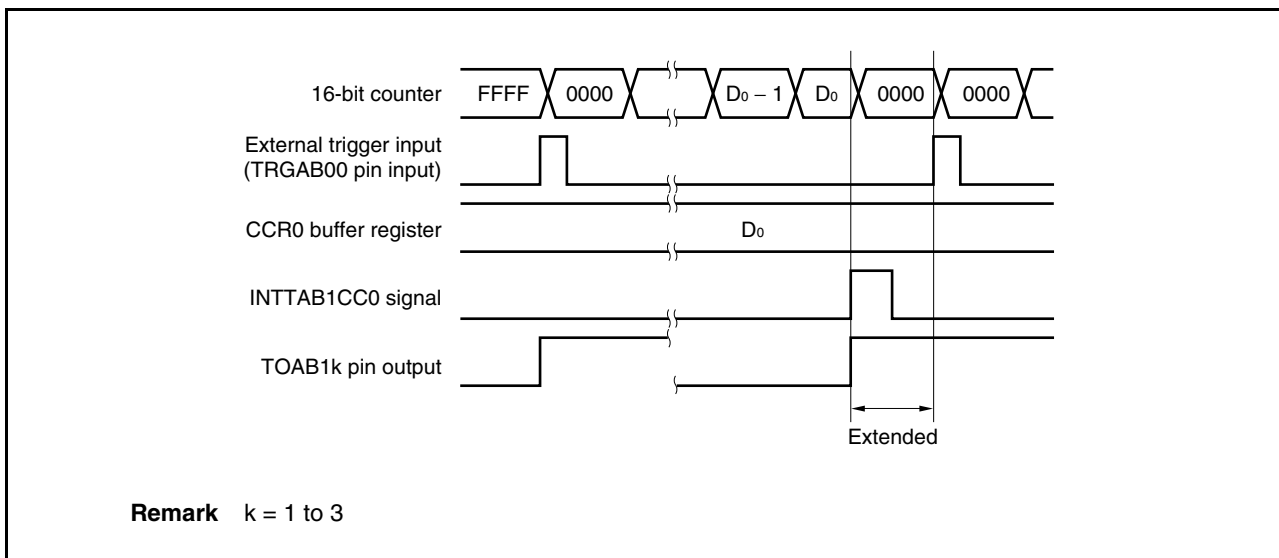 16-bit counter FFFF 0000 D₀ − 1 D₀ 0000 0000
External trigger input
(TRGAB00 pin input)
CCR0 buffer register D₀
INTTAB1CC0 signal
TOAB1k pin output
Extended
Remark k = 1 to 3